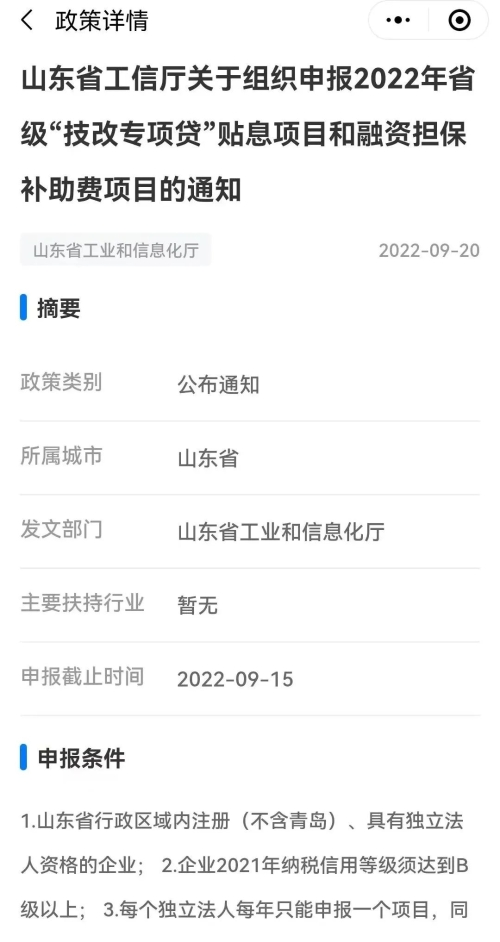 政策详情
山东省工信厅关于组织申报2022年省
级“技改专项贷”贴息项目和融资担保
补助费项目的通知
山东省工业和信息化厅 2022-09-20
摘要
政策类别 公布通知
所属城市 山东省
发文部门 山东省工业和信息化厅
主要扶持行业 暂无
申报截止时间 2022-09-15
申报条件
1.山东省行政区域内注册（不含青岛）、具有独立法
人资格的企业； 2.企业2021年纳税信用等级须达到B
级以上； 3.每个独立法人每年只能申报一个项目，同